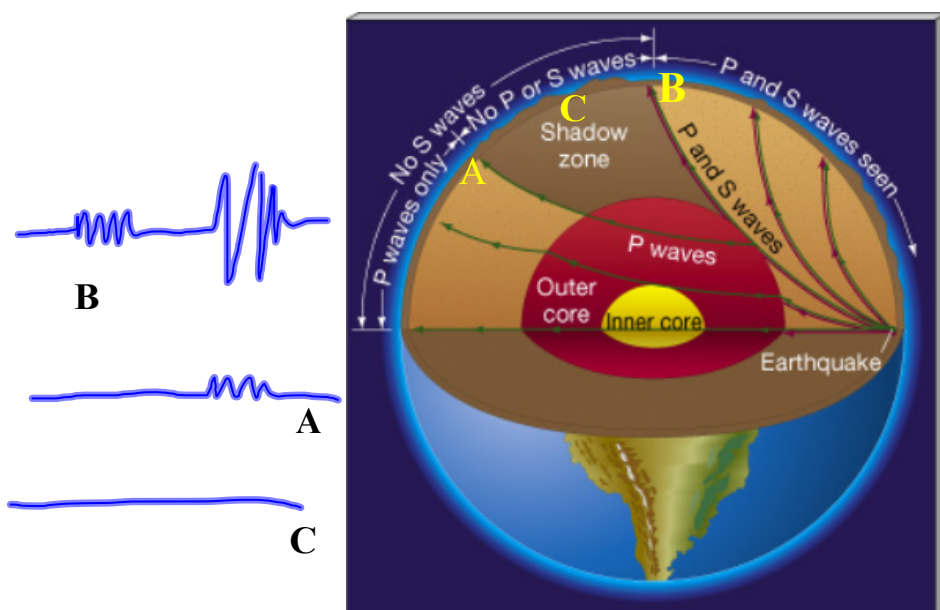 B
A
C
No S waves
No P or S waves
P waves only
P and S waves seen
A
C
B
Shadow
zone
P and S waves
P waves
Outer
core
Inner core
Earthquake